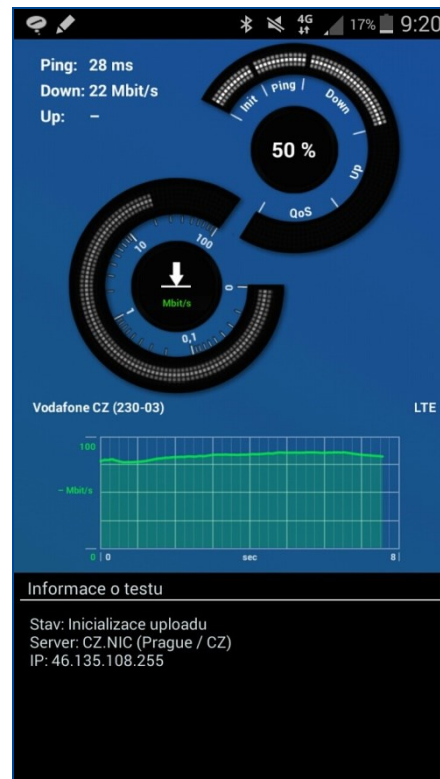 4G
17%
9:20
Ping: 28 ms
Down: 22 Mbit/s
Up: –
Init | Ping | Down
Up
QoS
50 %
100
10
1
0,1
0
Mbit/s
Vodafone CZ (230-03)
LTE
100
– Mbit/s
0 | 0
sec
8 |
Informace o testu
Stav: Inicializace uploadu
Server: CZ.NIC (Prague / CZ)
IP: 46.135.108.255